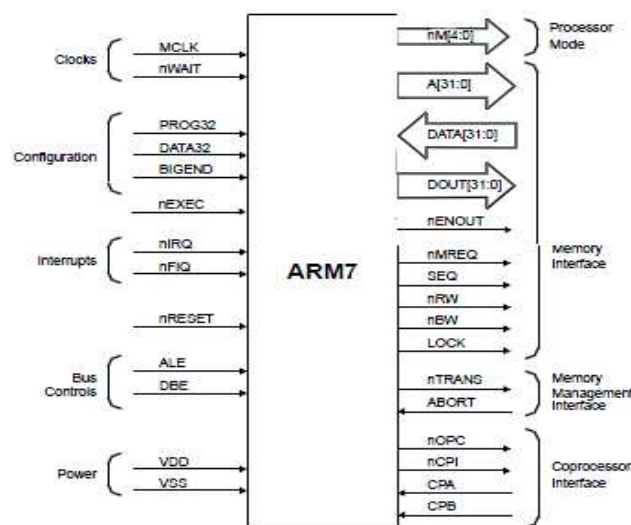 Clocks
MCLK
nWAIT
Configuration
PROG32
DATA32
BIGEND
nEXEC
Interrupts
nIRQ
nFIQ
nRESET
Bus
Controls
ALE
DBE
Power
VDD
VSS
ARM7
nM[4:0]
Processor
Mode
A[31:0]
DATA[31:0]
DOUT[31:0]
nENOUT
nMREQ
SEQ
nRW
nBW
LOCK
Memory
Interface
nTRANS
ABORT
Memory
Management
Interface
nOPC
nCPI
CPA
CPB
Coprocessor
Interface